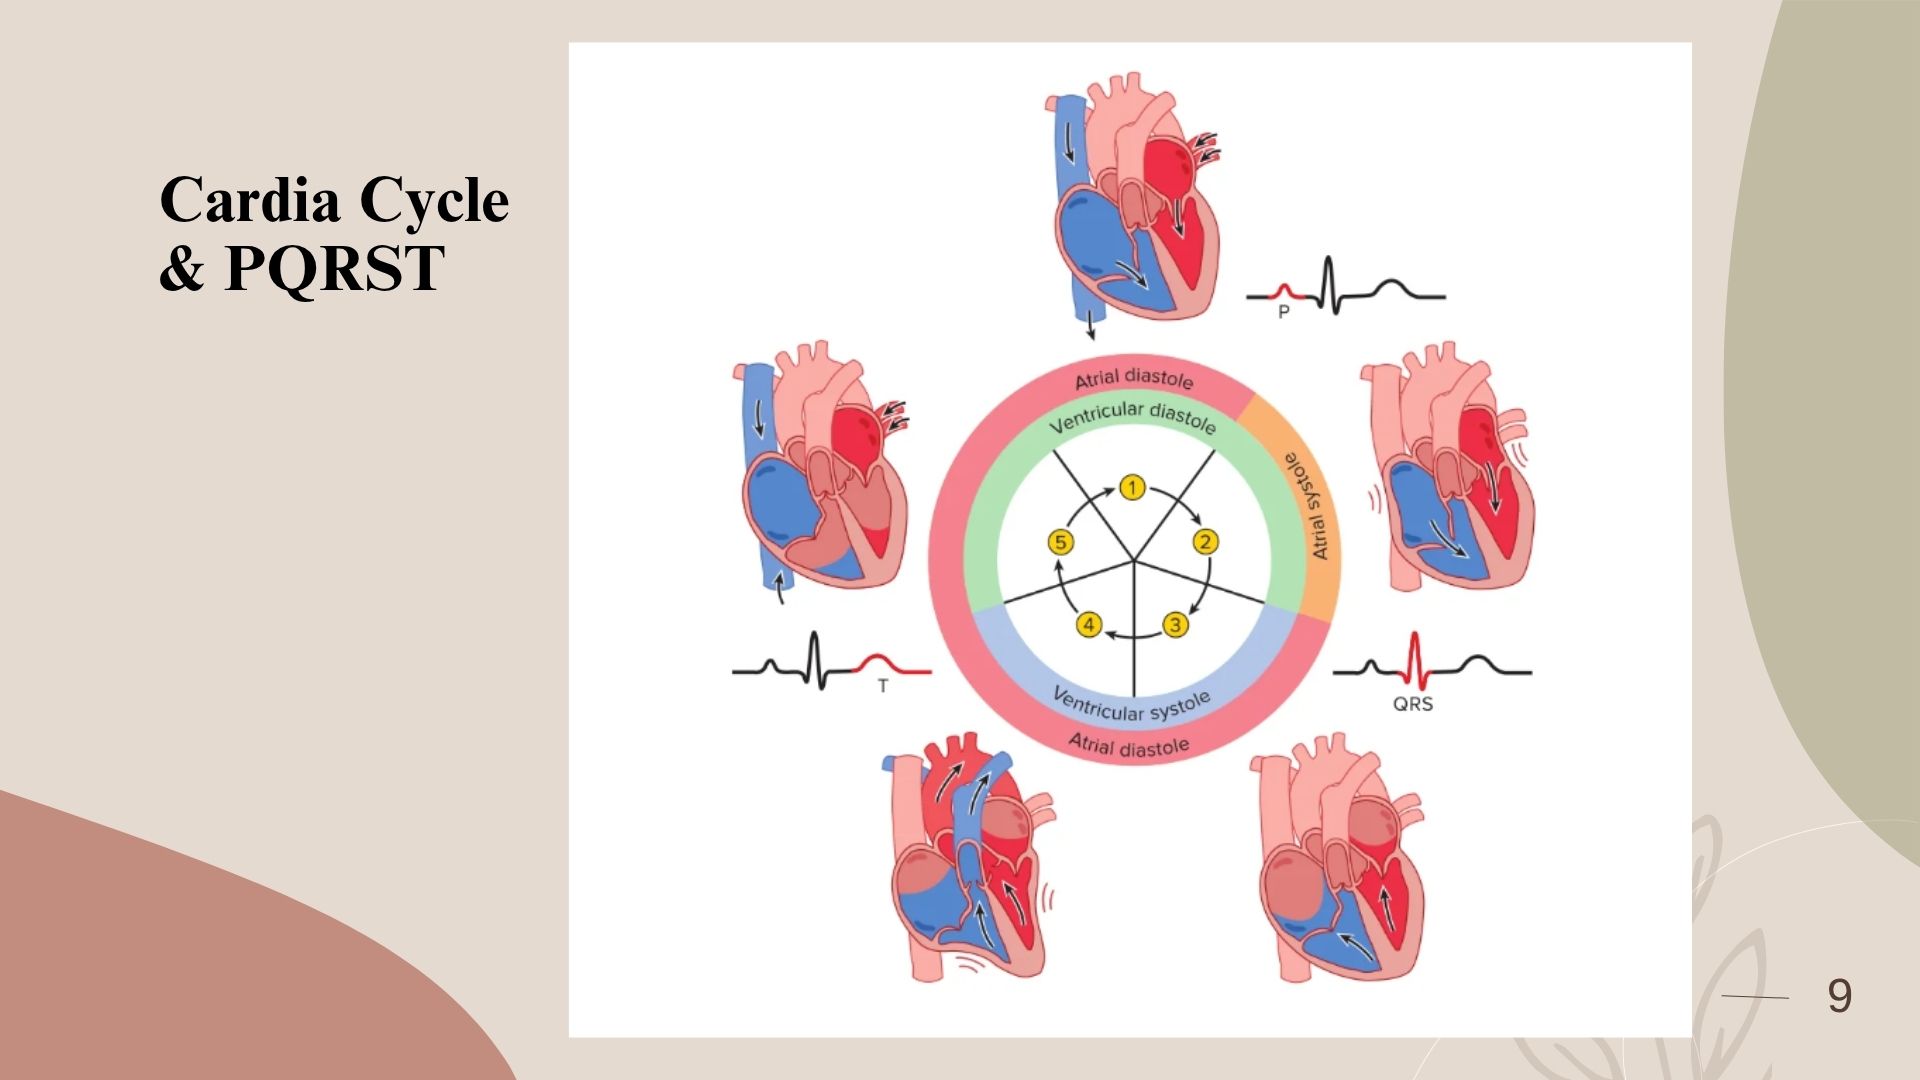 Cardia Cycle
& PQRST
P
Atrial diastole
Ventricular diastole
Atrial systole
1
2
3
4
5
Ventricular systole
Atrial diastole
T
QRS
9